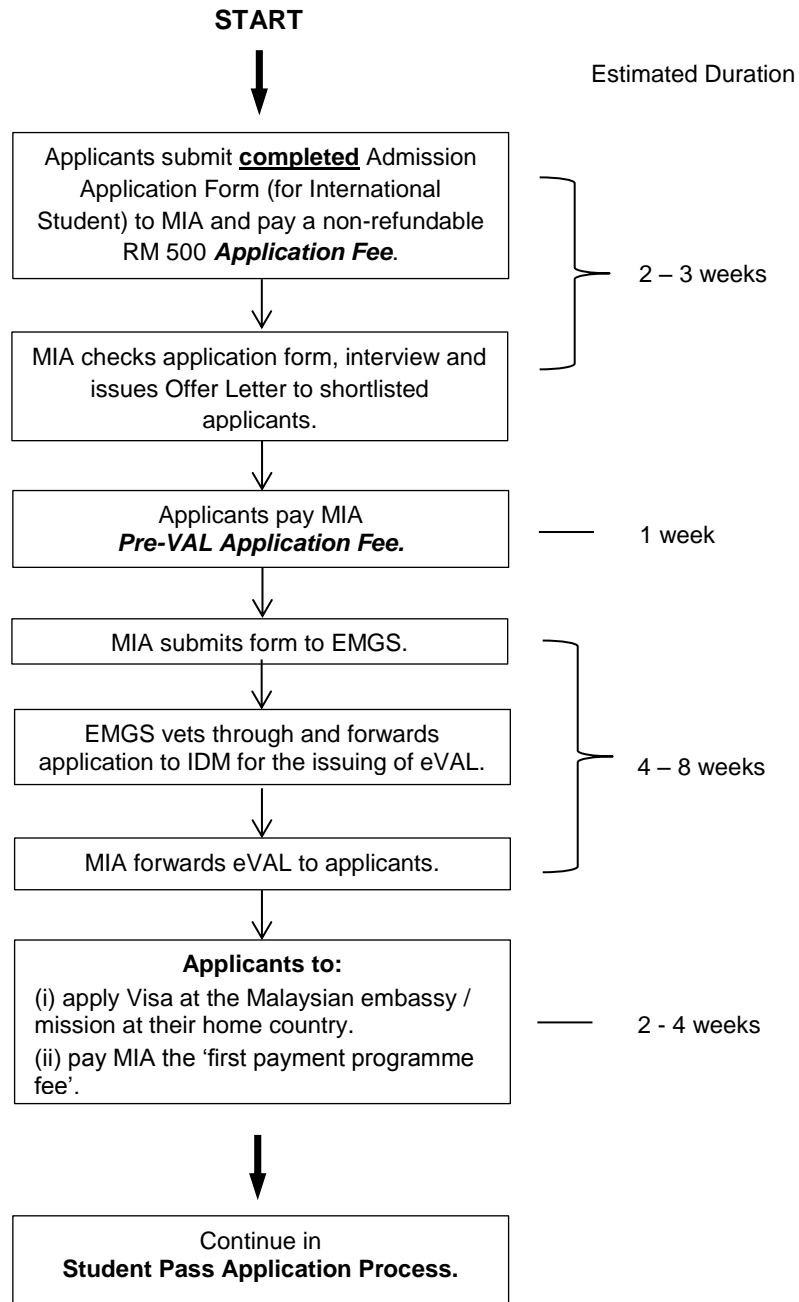 START
Estimated Duration
Applicants submit completed Admission
Application Form (for International
Student) to MIA and pay a non-refundable
RM 500 Application Fee.
2 – 3 weeks
MIA checks application form, interview and
issues Offer Letter to shortlisted
applicants.
Applicants pay MIA
Pre-VAL Application Fee.
1 week
MIA submits form to EMGS.
EMGS vets through and forwards
application to IDM for the issuing of eVAL.
4 – 8 weeks
MIA forwards eVAL to applicants.
Applicants to:
(i) apply Visa at the Malaysian embassy /
mission at their home country.
(ii) pay MIA the ‘first payment programme
fee’.
2 - 4 weeks
Continue in
Student Pass Application Process.